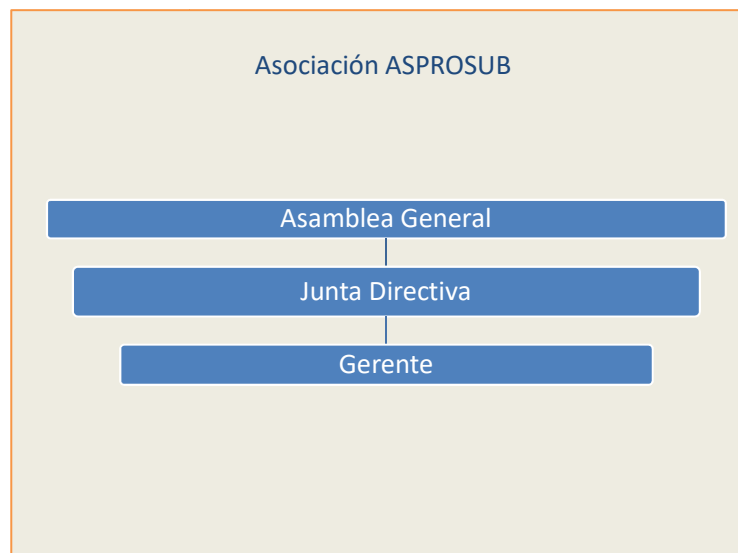 Asociación ASPROSUB
Asamblea General
Junta Directiva
Gerente